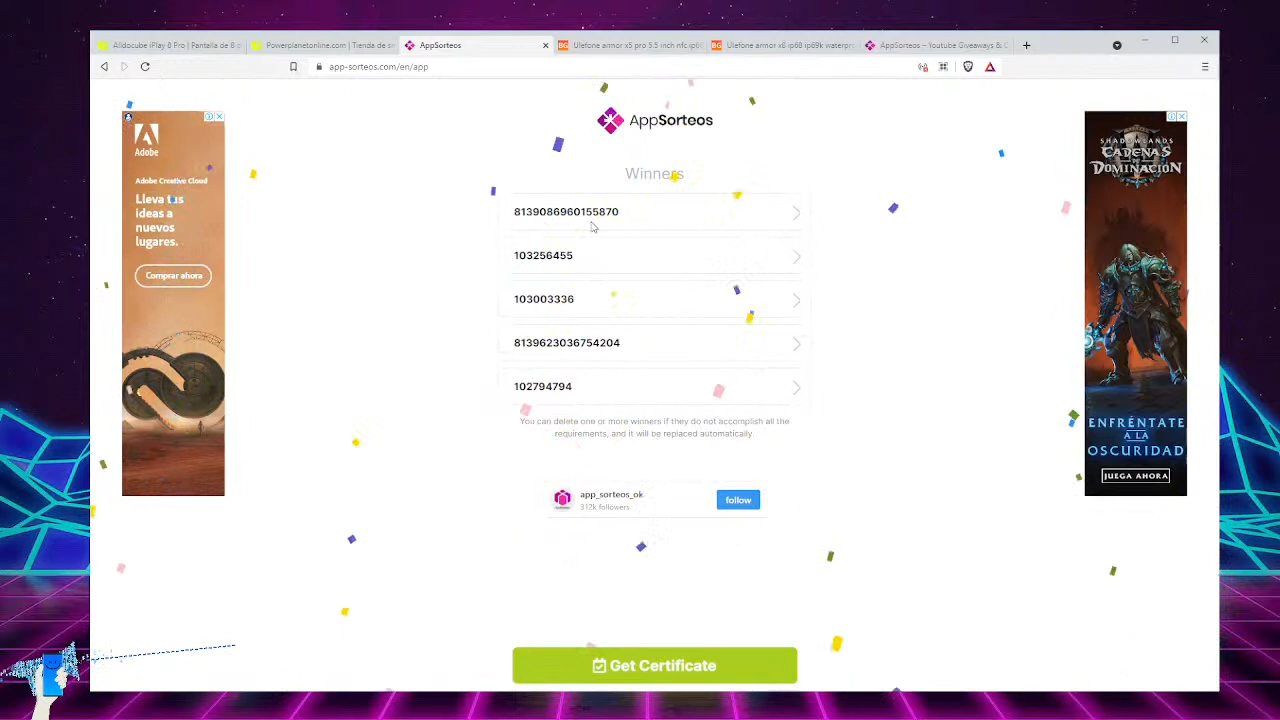 Alldocube iPlay 8 Pro | Pantalla de 8
Powerplanetonline.com | Tienda de
AppSorteos
Ulefone armor x5 pro 5.5 inch nfc ip68
Ulefone armor x8 ip68 ip69k waterpr
AppSorteos – Youtube Giveaways &
app-sorteos.com/en/app
AppSorteos
Winners
8139086960155870
103256455
103003336
8139623036754204
102794794
You can delete one or more winners if they do not accomplish all the
requirements, and it will be replaced automatically.
app_sorteos_ok
312k followers
follow
Get Certificate
Adobe
Adobe Creative Cloud
Lleva tus
ideas a
nuevos
lugares.
Comprar ahora
SHADOWLANDS
CADENAS
DE
DOMINACIÓN
ENFRÉNTATE
A LA
OSCURIDAD
JUEGA AHORA